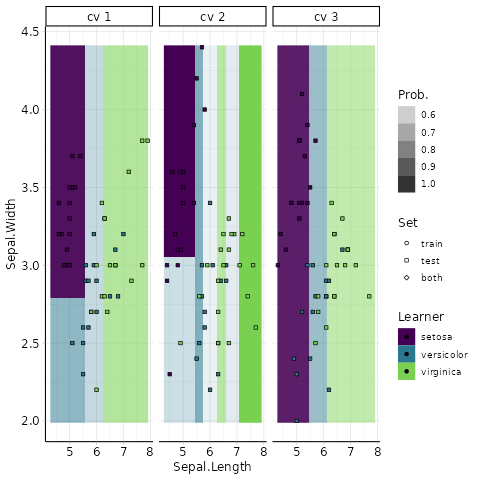 cv 1 cv 2 cv 3
4.5
4.0
3.5
3.0
2.5
2.0
Sepal.Width
5 6 7 8 5 6 7 8 5 6 7 8
Sepal.Length
Prob.
0.6
0.7
0.8
0.9
1.0
Set
train
test
both
Learner
setosa
versicolor
virginica